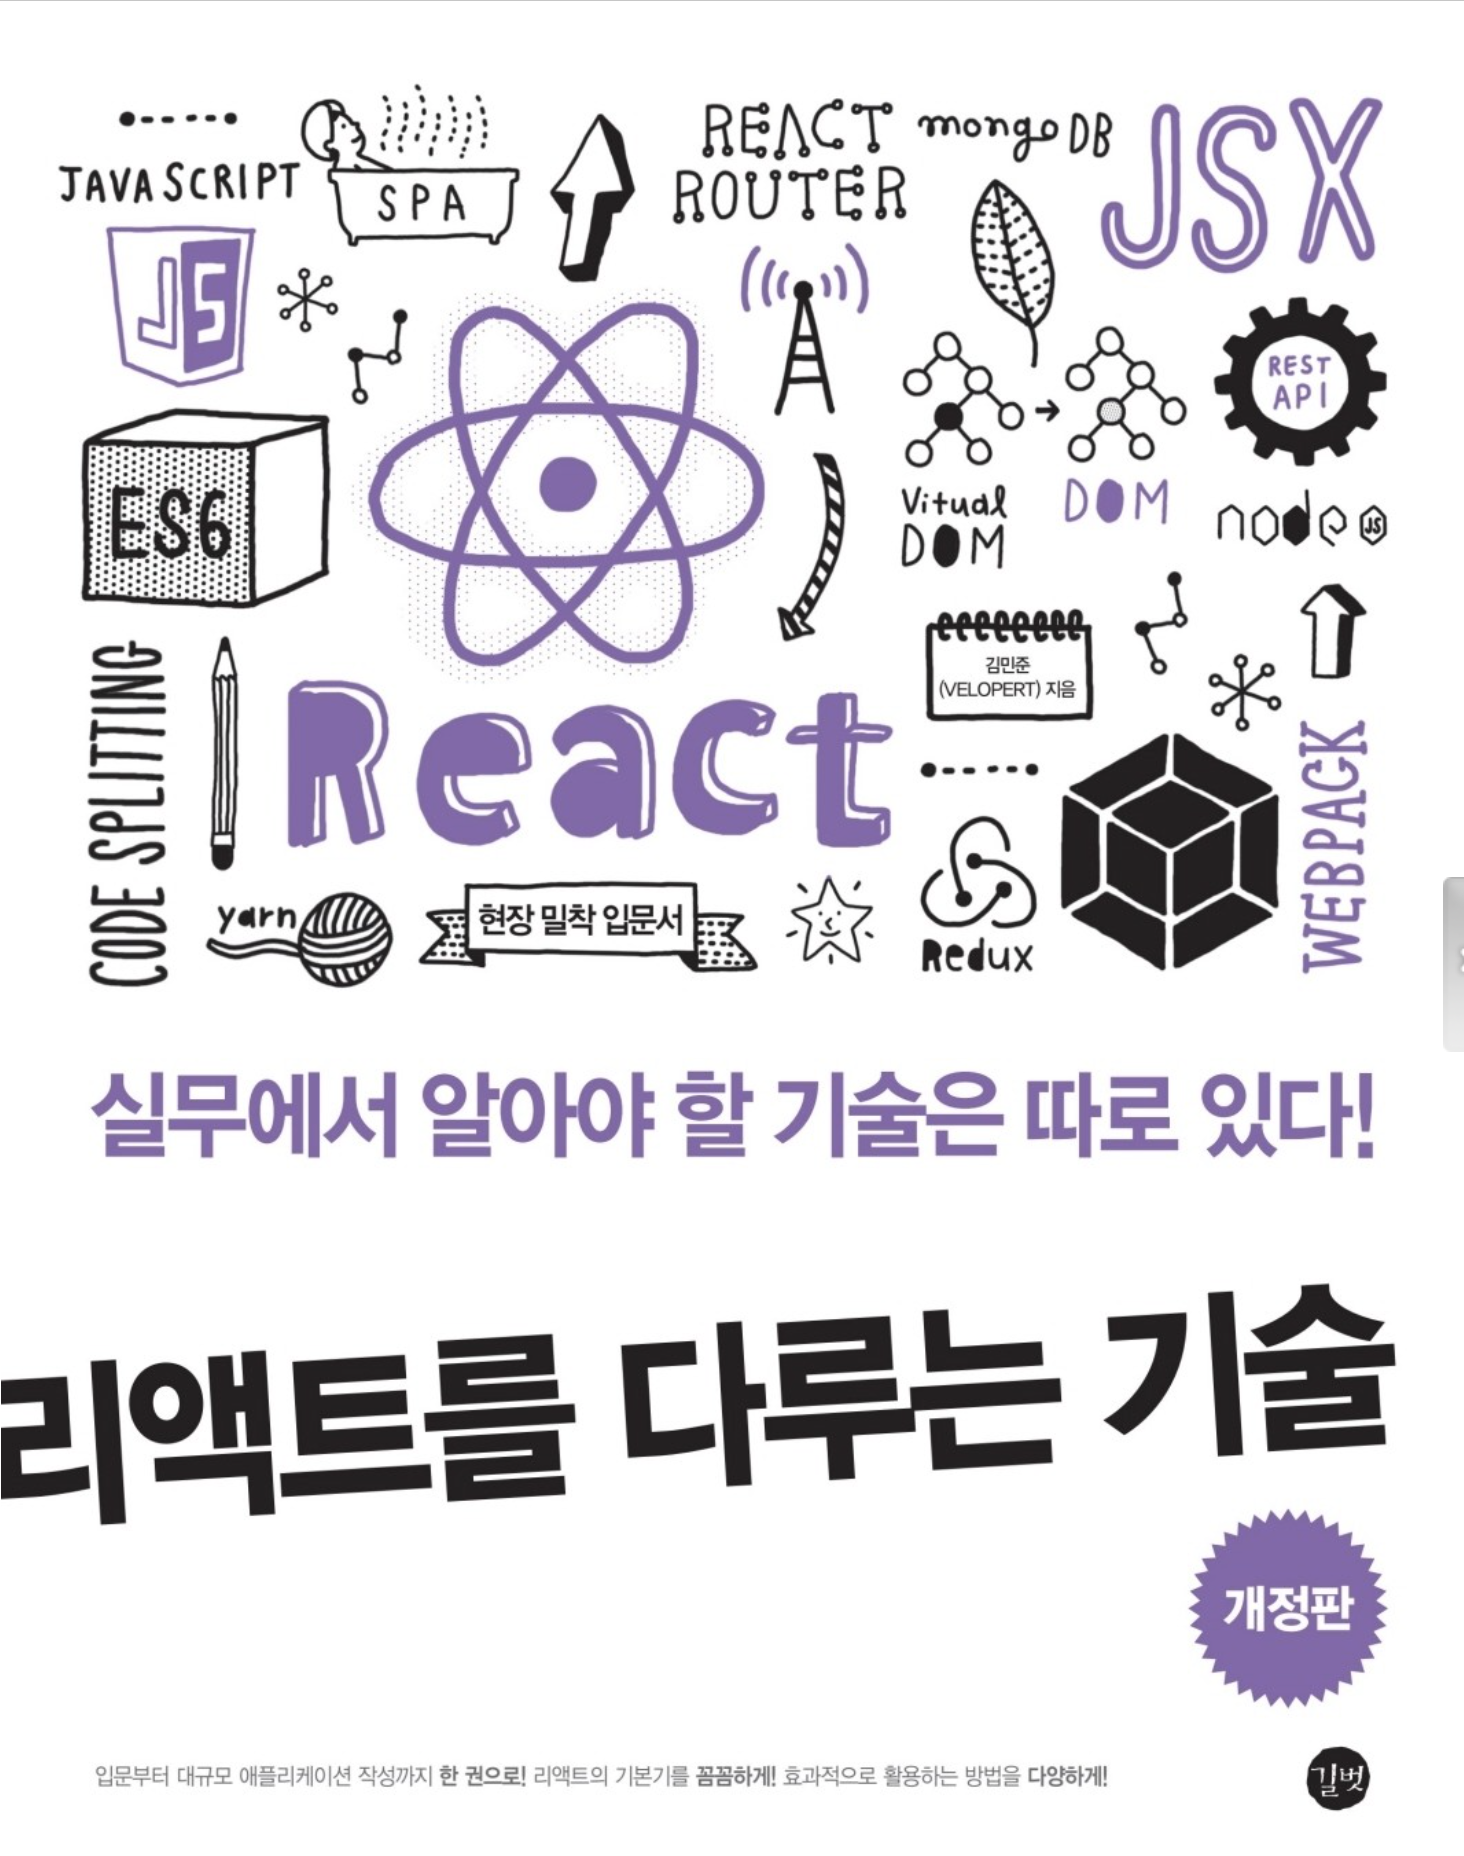 JAVASCRIPT
SPA
REACT
ROUTER
mongoDB
JSX
JS
REST
API
ES6
Vitual
DOM
DOM
node JS
김민준
(VELOPERT) 지음
CODE SPLITTING
React
WEBPACK
yarn
현장 밀착 입문서
Redux
실무에서 알아야 할 기술은 따로 있다!
리액트를 다루는 기술
개정판
입문부터 대규모 애플리케이션 작성까지 한 권으로! 리액트의 기본기를 꼼꼼하게! 효과적으로 활용하는 방법을 다양하게!
길벗